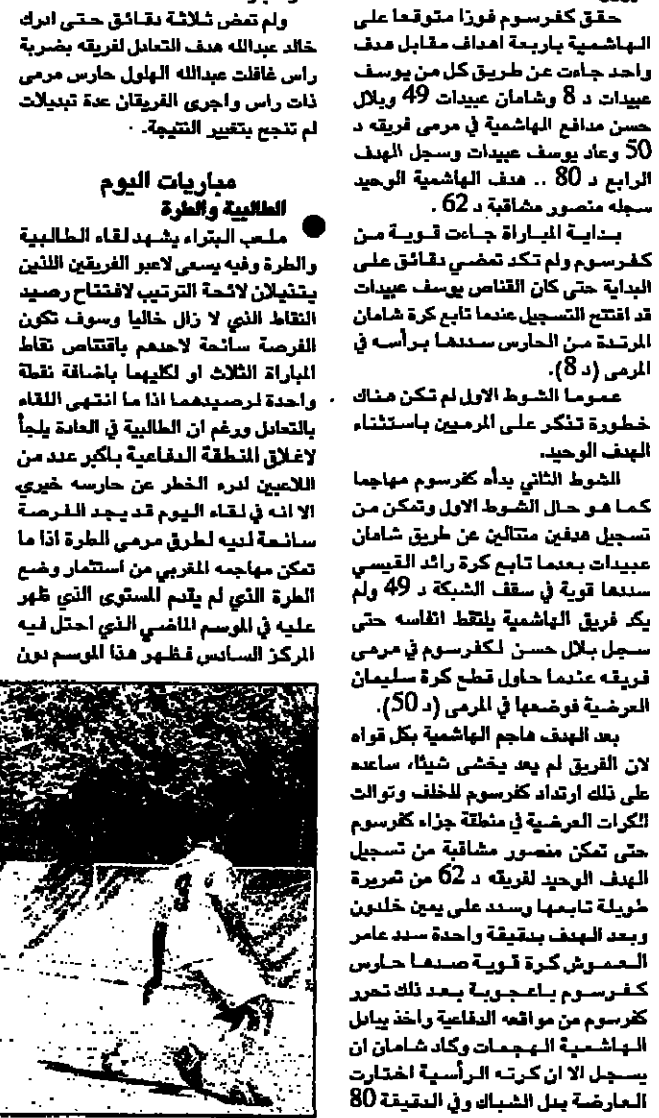 حقق كفرسوم فوزا متوقعا على
الهاشمية باربعة اهداف مقابل هدف
واحد جاءت عن طريق كل من يوسف
عبيدات د 8 وشامان عبيدات 49 وبلال
حسن مدافع الهاشمية في مرمى فريقه د
50 وعاد يوسف عبيدات وسجل الهدف
الرابع د 80 .. هدف الهاشمية الوحيد
سجله منصور مشاقبة د 62 .
بداية المباراة جاءت قوية من
كفرسوم ولم تكد تمضي دقائق على
البداية حتى كان القناص يوسف عبيدات
قد افتتح التسجيل عندما تابع كرة شامان
المرتدة من الحارس سددها برأسه في
المرمى (د 8).
عموما الشوط الاول لم تكن هناك
خطورة تذكر على المرميين باستثناء
الهدف الوحيد.
الشوط الثاني بدأه كفرسوم مهاجما
كما هو حال الشوط الاول وتمكن من
تسجيل هدفين متتالين عن طريق شامان
عبيدات بعدما تابع كرة رائد القيسي
سددها قوية في سقف الشبكة د 49 ولم
يكد فريق الهاشمية يلتقط انفاسه حتى
سجل بلال حسن لكفرسوم في مرمى
فريقه عندما حاول قطع كرة سليمان
العرضية فوضعها في المرمى (د 50).
بعد الهدف هاجم الهاشمية بكل قواه
لان الفريق لم يعد يخشى شيئا، ساعده
على ذلك ارتداد كفرسوم للخلف وتوالت
الكرات العرضية في منطقة جزاء كفرسوم
حتى تمكن منصور مشاقبة من تسجيل
الهدف الوحيد لفريقه د 62 من تمريرة
طويلة تابعها وسدد على يمين خلدون
وبعد الهدف بدقيقة واحدة سدد عامر
العموش كرة قوية صدها حارس
كفرسوم باعجوبة بعد ذلك تحرر
كفرسوم من مواقعه الدفاعية واخذ يبادل
الهاشمية الهجمات وكاد شامان ان
يسجل الا ان كرته الرأسية اختارت
العارضة بدل الشباك وفي الدقيقة 80
ولم تمض ثلاثة دقائق حتى ادرك
خالد عبدالله هدف التعادل لفريقه بضربة
راس غافلت عبدالله الهلول حارس مرمى
ذات راس واجرى الفريقان عدة تبديلات
لم تنجح بتغيير النتيجة.
مباريات اليوم
الطالبية والطرة
● ملعب البتراء يشهد لقاء الطالبية
والطرة وفيه يسعى لاعبو الفريقين اللذين
يتذيلان لائحة الترتيب لافتتاح رصيد
النقاط الذي لا زال خاليا وسوف تكون
الفرصة سانحة لاحدهم باقتناص نقاط
المباراة الثلاث او لكليهما باضافة نقطة
واحدة لرصيدهما اذا ما انتهى اللقاء
بالتعادل ورغم ان الطالبية في العادة يلجأ
لاغلاق المنطقة الدفاعية باكبر عدد من
اللاعبين لدرء الخطر عن حارسه خيري
الا انه في لقاء اليوم قد يجد الفرصة
سانحة لديه لطرق مرمى الطرة اذا ما
تمكن مهاجمه المغربي من استثمار وضع
الطرة الذي لم يقدم المستوى الذي ظهر
عليه في الموسم الماضي الذي احتل فيه
المركز السادس فظهر هذا الموسم دون